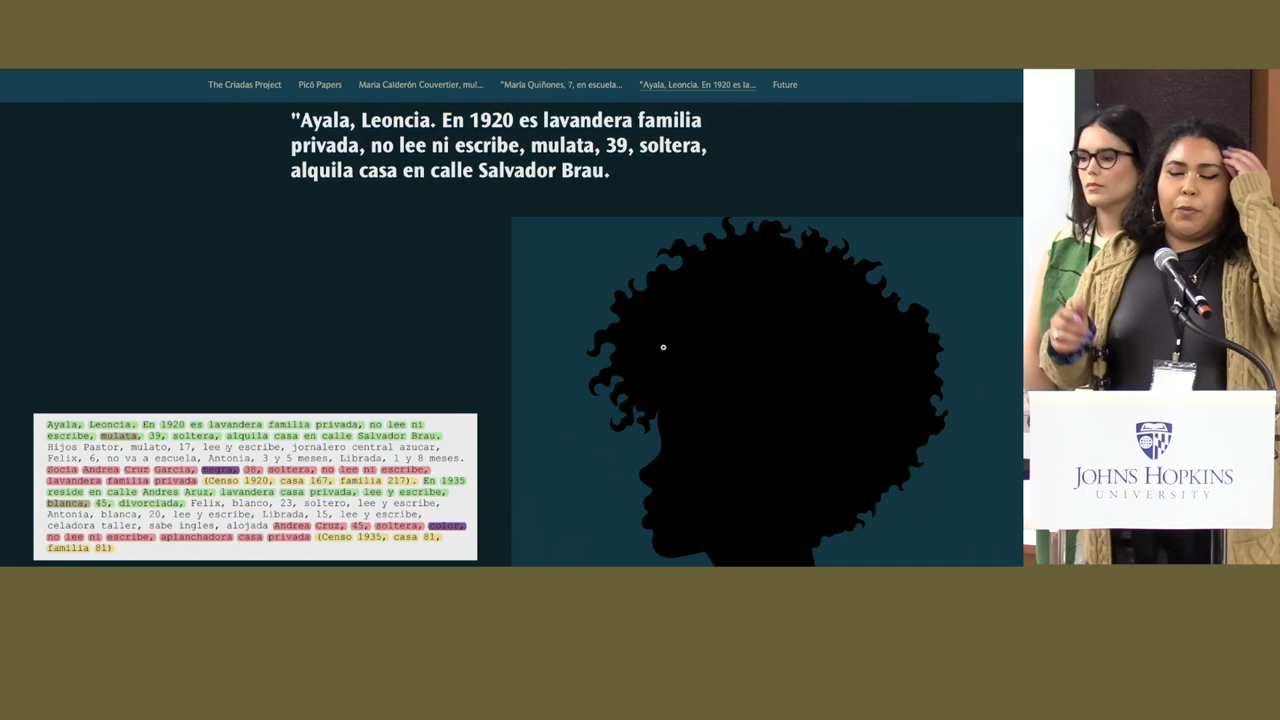 The Criadas Project
Picó Papers
Maria Calderón Couvertier, mul...
"María Quiñones, 7, en escuela...
"Ayala, Leoncia. En 1920 es la...
Future
"Ayala, Leoncia. En 1920 es lavandera familia
privada, no lee ni escribe, mulata, 39, soltera,
alquila casa en calle Salvador Brau.
Ayala, Leoncia. En 1920 es lavandera familia privada, no lee ni
escribe, mulata, 39, soltera, alquila casa en calle Salvador Brau.
Hijos Pastor, mulato, 17, lee y escribe, jornalero central azucar,
Felix, 6, no va a escuela, Antonia, 3 y 5 meses, Librada, 1 y 8 meses.
Socia Andrea Cruz Garcia, negra, 38, soltera, no lee ni escribe,
lavandera familia privada (Censo 1920, casa 167, familia 217). En 1935
reside en calle Andres Aruz, lavandera casa privada, lee y escribe,
blanca, 45, divorciada, Felix, blanco, 23, soltero, lee y escribe,
Antonia, blanca, 20, lee y escribe, Librada, 15, lee y escribe,
celadora taller, sabe ingles, alojada Andrea Cruz, 45, soltera, color,
no lee ni escribe, aplanchadora casa privada (Censo 1935, casa 81,
familia 81)
JOHNS HOPKINS
UNIVERSITY